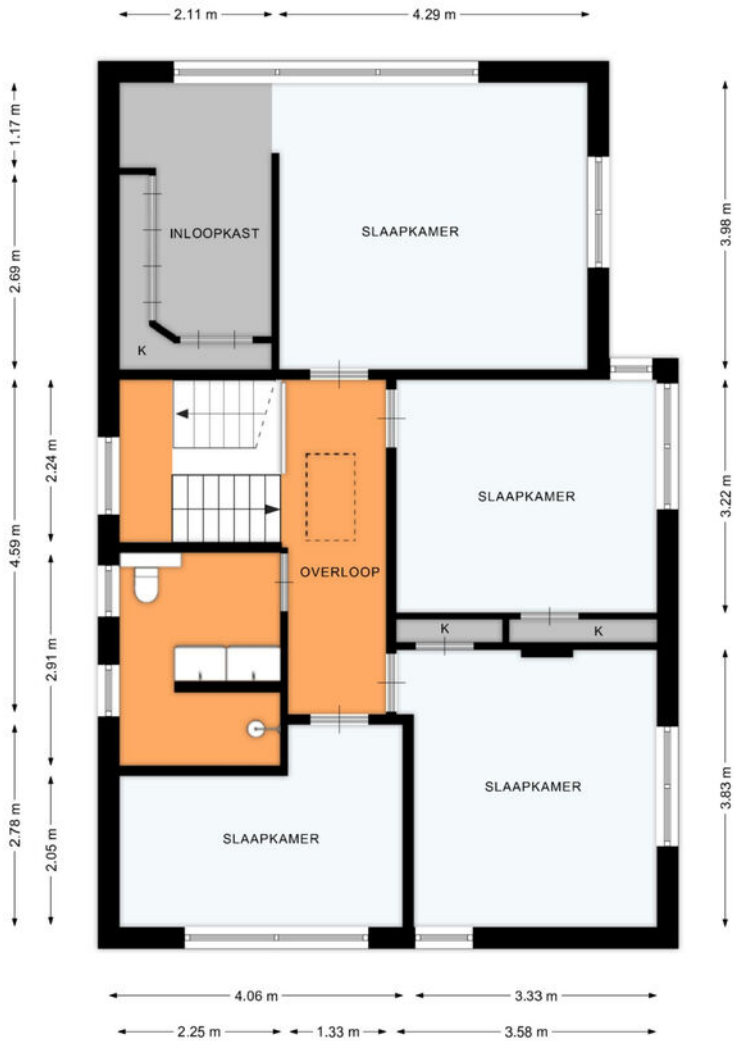 2.11 m
4.29 m
1.17 m
2.69 m
3.98 m
INLOOPKAST
SLAAPKAMER
K
2.24 m
4.59 m
3.22 m
SLAAPKAMER
OVERLOOP
K
K
2.91 m
SLAAPKAMER
3.83 m
2.78 m
2.05 m
SLAAPKAMER
4.06 m
3.33 m
2.25 m
1.33 m
3.58 m